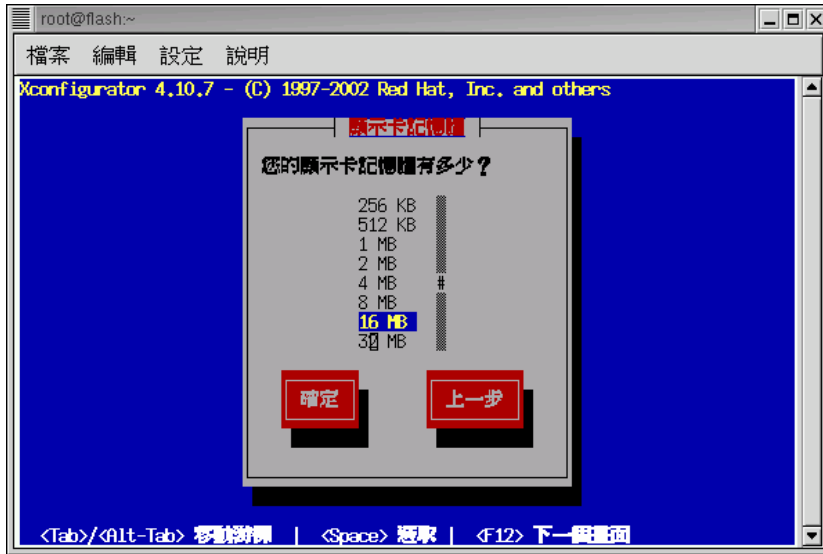 root@flash:~
檔案 編輯 設定 說明
Xconfigurator 4.10.7 - (C) 1997-2002 Red Hat, Inc. and others
顯示卡記憶體
您的顯示卡記憶體有多少？
256 KB
512 KB
1 MB
2 MB
4 MB #
8 MB
16 MB
32 MB
確定 上一步
<Tab>/<Alt-Tab> 移動游標 | <Space> 選取 | <F12> 下一個畫面